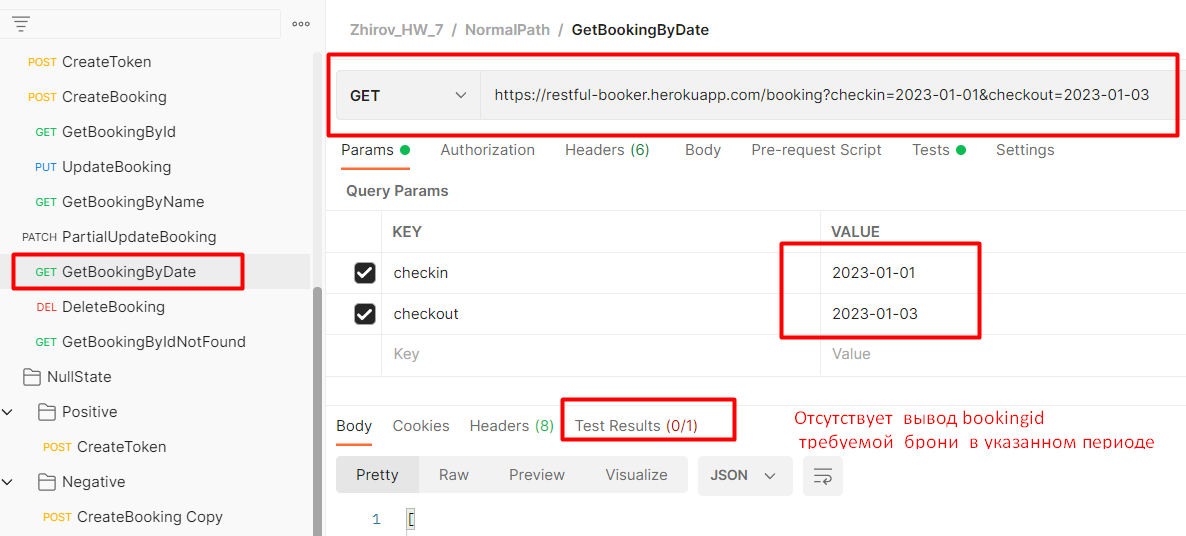 Zhirov_HW_7 / NormalPath / GetBookingByDate
POST CreateToken
POST CreateBooking
GET GetBookingById
PUT UpdateBooking
GET GetBookingByName
PATCH PartialUpdateBooking
GET GetBookingByDate
DEL DeleteBooking
GET GetBookingByIdNotFound
NullState
Positive
POST CreateToken
Negative
POST CreateBooking Copy
GET https://restful-booker.herokuapp.com/booking?checkin=2023-01-01&checkout=2023-01-03
Params Authorization Headers (6) Body Pre-request Script Tests Settings
Query Params
KEY VALUE
checkin 2023-01-01
checkout 2023-01-03
Key Value
Body Cookies Headers (8) Test Results (0/1)
Отсутствует вывод bookingid
требуемой брони в указанном периоде
Pretty Raw Preview Visualize JSON
1 [